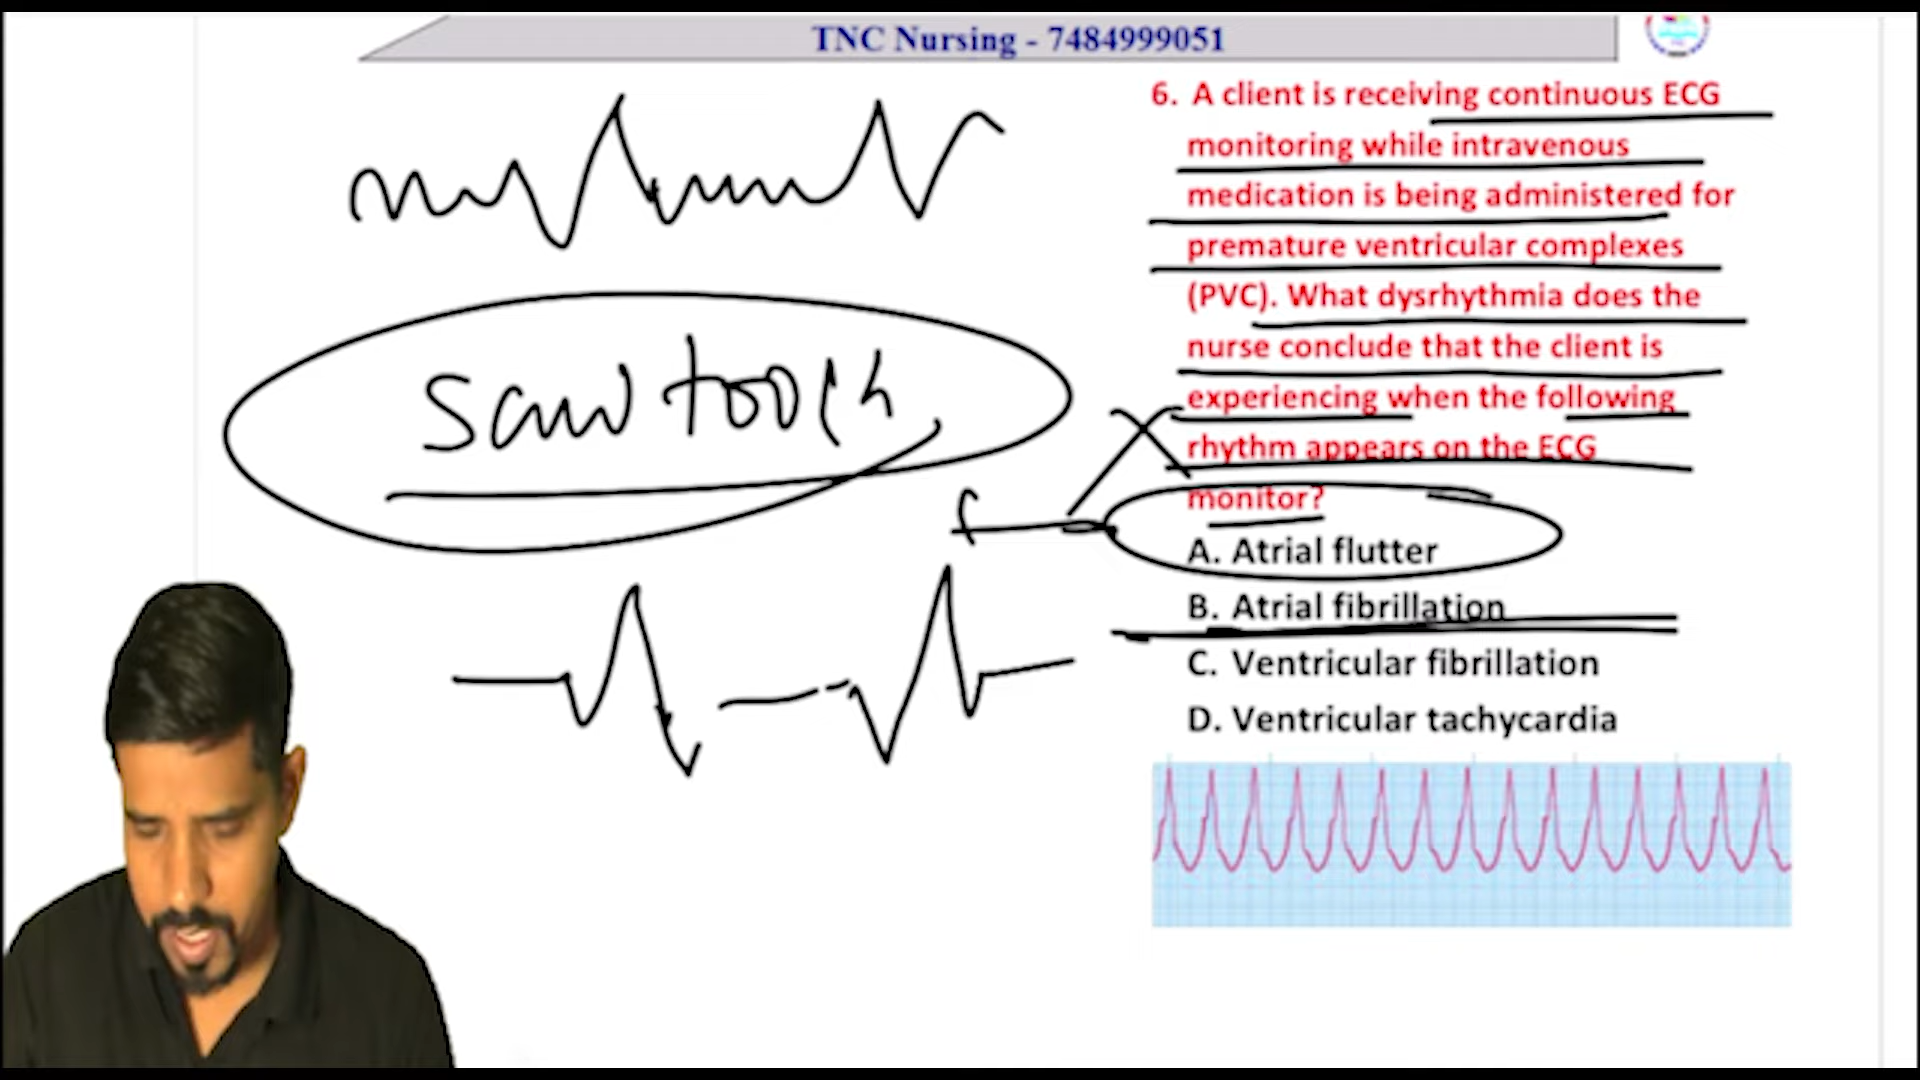 TNC Nursing - 7484999051
6. A client is receiving continuous ECG
monitoring while intravenous
medication is being administered for
premature ventricular complexes
(PVC). What dysrhythmia does the
nurse conclude that the client is
experiencing when the following
rhythm appears on the ECG
monitor?
A. Atrial flutter
B. Atrial fibrillation
C. Ventricular fibrillation
D. Ventricular tachycardia
saw tooth
f